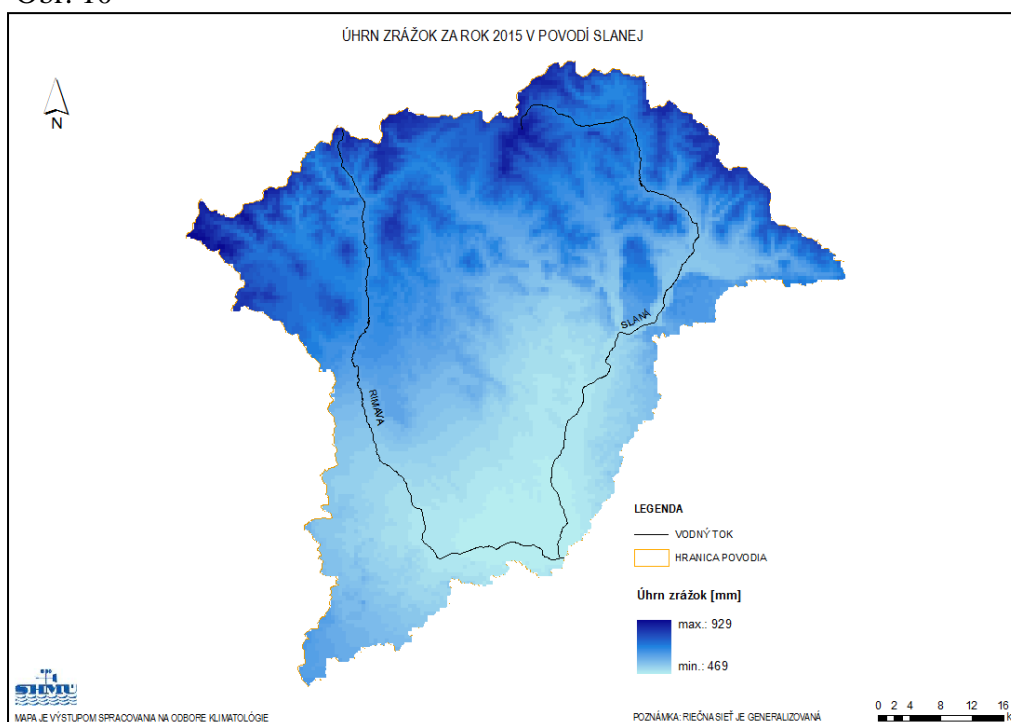 ÚHRN ZRÁŽOK ZA ROK 2015 V POVODÍ SLANEJ
N
SLANÁ
RIMAVA
LEGENDA
VODNÝ TOK
HRANICA POVODIA
Úhrn zrážok [mm]
max.: 929
min.: 469
SHMÚ
MAPA JE VÝSTUPOM SPRACOVANIA NA ODBORE KLIMATOLÓGIE
POZNÁMKA: RIEČNA SIEŤ JE GENERALIZOVANÁ
0 2 4 8 12 16